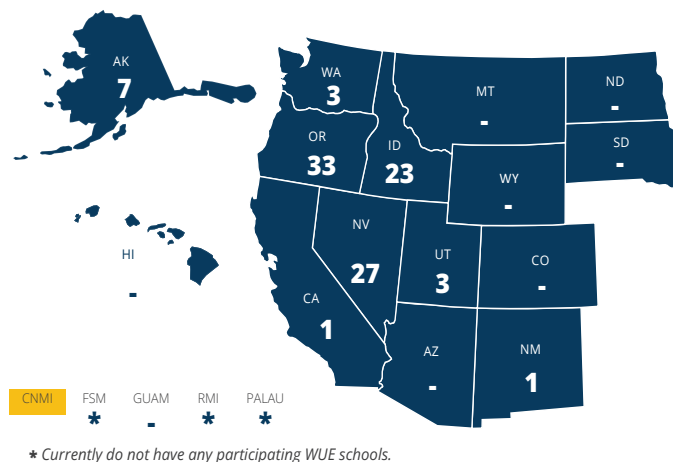 AK
7
WA
3
MT
-
ND
-
OR
33
ID
23
SD
-
WY
-
NV
27
UT
3
CO
-
HI
-
CA
1
AZ
-
NM
1
CNMI FSM GUAM RMI PALAU
* - * *
* Currently do not have any participating WUE schools.